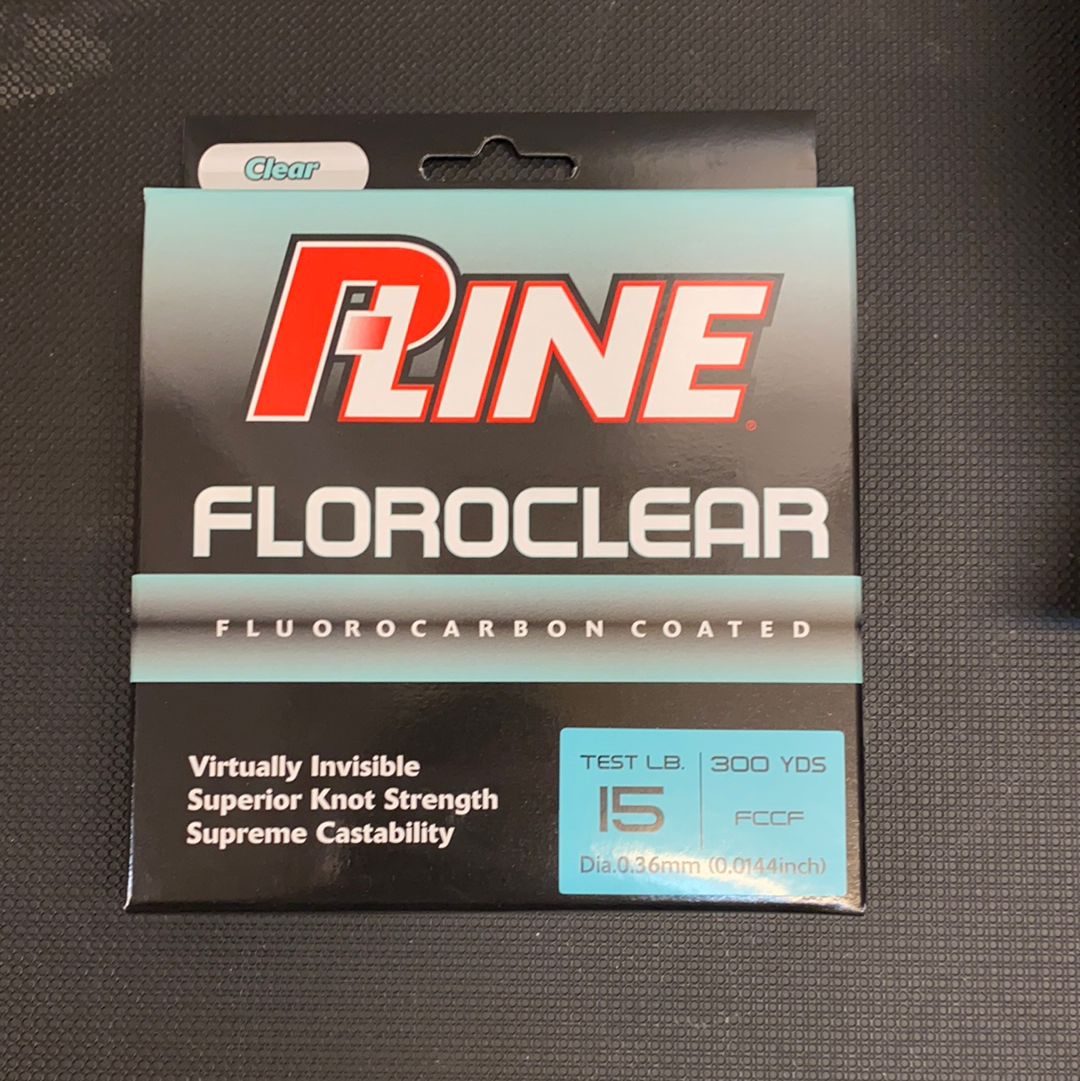 Clear
P-LINE®
FLOROCLEAR
FLUOROCARBON COATED
Virtually Invisible
Superior Knot Strength
Supreme Castability
TEST LB. 300 YDS
15 FCCF
Dia.0.36mm (0.0144inch)